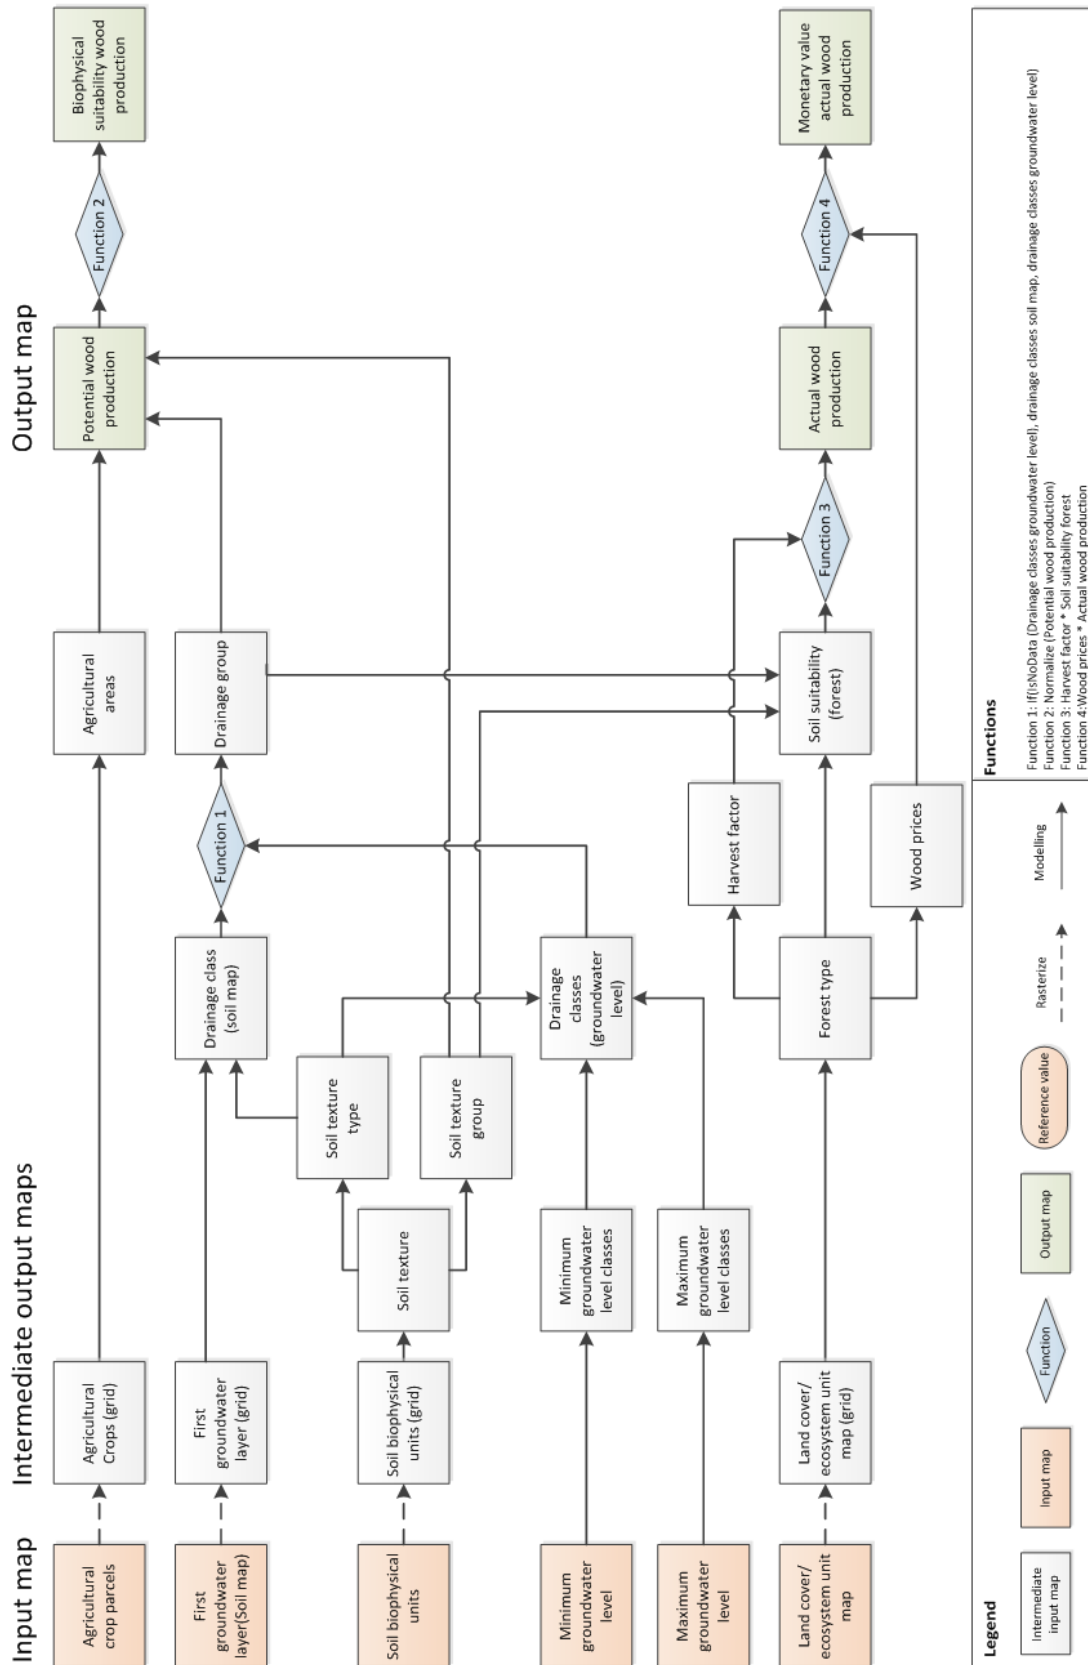 Input map
Intermediate output maps
Output map
Agricultural
crop parcels
Agricultural
Crops (grid)
Agricultural
areas
Potential wood
production
Function 2
Biophysical
suitability wood
production
First
groundwater
layer(Soil map)
First
groundwater
layer (grid)
Drainage class
(soil map)
Function 1
Drainage group
Soil biophysical
units
Soil biophysical
units (grid)
Soil texture
Soil texture
type
Soil texture
group
Minimum
groundwater
level
Minimum
groundwater
level classes
Drainage
classes
(groundwater
level)
Maximum
groundwater
level
Maximum
groundwater
level classes
Harvest factor
Land cover/
ecosystem unit
map
Land cover/
ecosystem unit
map (grid)
Forest type
Soil suitability
(forest)
Function 3
Actual wood
production
Function 4
Monetary value
actual wood
production
Wood prices
Legend
Intermediate
input map
Input map
Function
Output map
Reference value
Rasterize
Modelling
Functions
Function 1: If(IsNoData (Drainage classes groundwater level), drainage classes soil map, drainage classes groundwater level)
Function 2: Normalize (Potential wood production)
Function 3: Harvest factor * Soil suitability forest
Function 4:Wood prices * Actual wood production